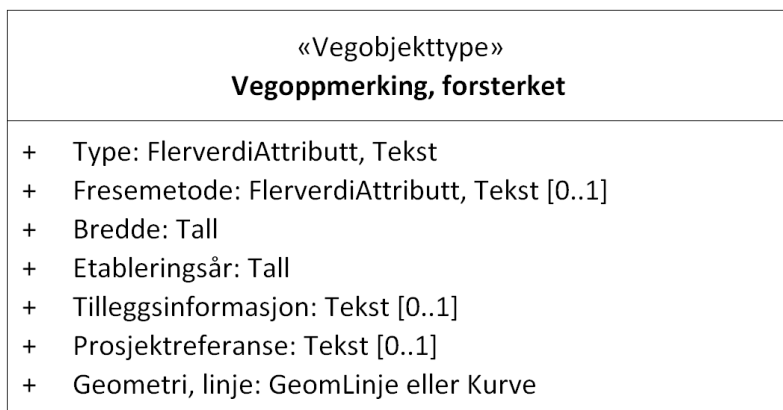 «Vegobjekttype»
Vegoppmerking, forsterket
+ Type: FlerverdiAttributt, Tekst
+ Fresemetode: FlerverdiAttributt, Tekst [0..1]
+ Bredde: Tall
+ Etableringsår: Tall
+ Tilleggsinformasjon: Tekst [0..1]
+ Prosjektreferanse: Tekst [0..1]
+ Geometri, linje: GeomLinje eller Kurve